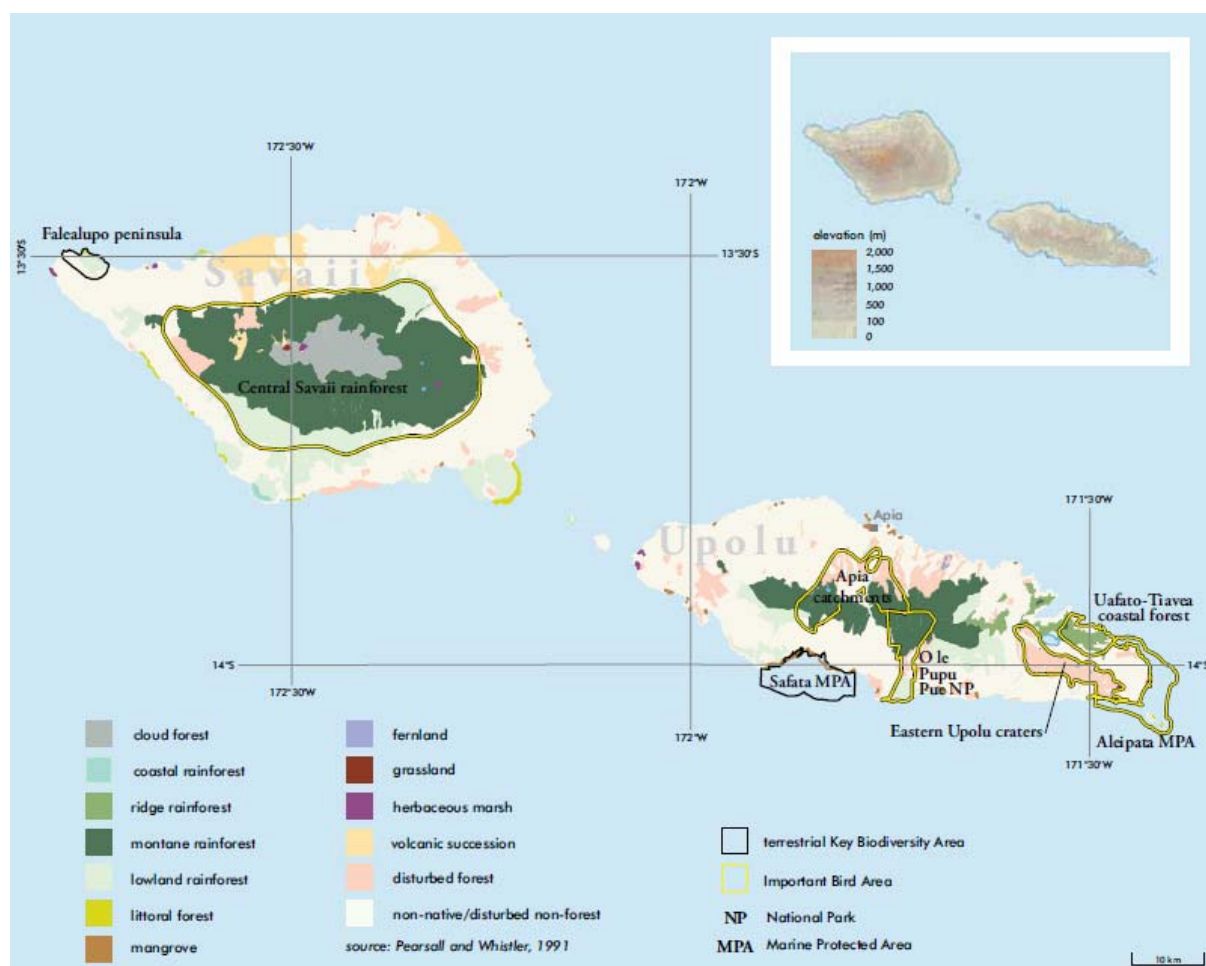 172°30'W
172°W
Falealupo peninsula
13°30'S
13°30'S
Savaii
Central Savaii rainforest
elevation (m)
2,000
1,500
1,000
500
100
0
171°30'W
Apia
Upolu
Apia
catchments
Uafato-Tiavea
coastal forest
14°S
14°S
Safata MPA
O le
Pupu
Pue NP
172°30'W
Eastern Upolu craters
Aleipata MPA
172°W
171°30'W
cloud forest
coastal rainforest
ridge rainforest
montane rainforest
lowland rainforest
littoral forest
mangrove
fernland
grassland
herbaceous marsh
volcanic succession
disturbed forest
non-native/disturbed non-forest
source: Pearsall and Whistler, 1991
terrestrial Key Biodiversity Area
Important Bird Area
NP National Park
MPA Marine Protected Area
10 km